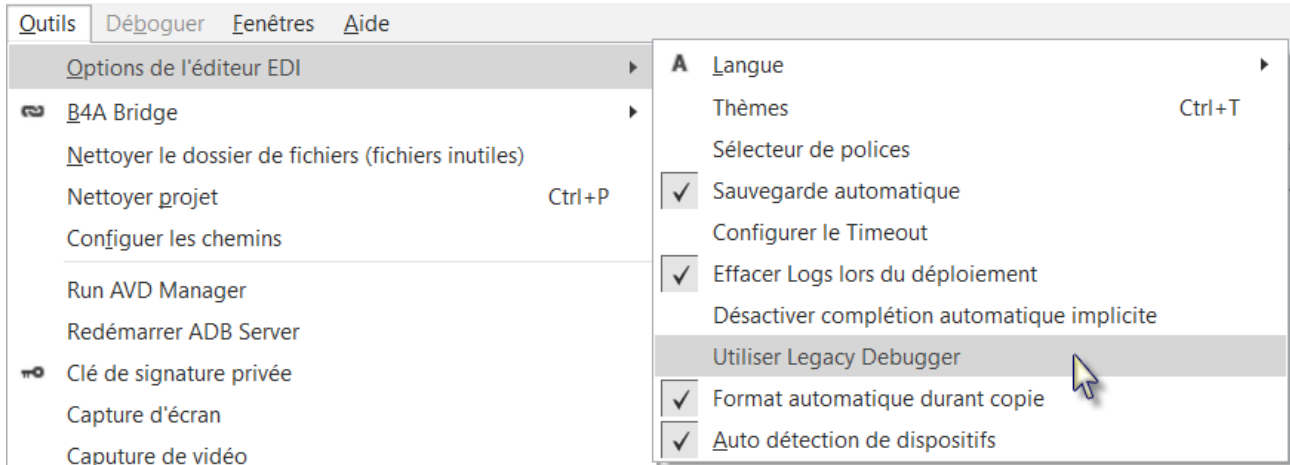 Outils Déboguer Fenêtres Aide
Options de l'éditeur EDI
B4A Bridge
Nettoyer le dossier de fichiers (fichiers inutiles)
Nettoyer projet Ctrl+P
Configuer les chemins
Run AVD Manager
Redémarrer ADB Server
Clé de signature privée
Capture d'écran
Caputure de vidéo
A Langue
Thèmes Ctrl+T
Sélecteur de polices
Sauvegarde automatique
Configurer le Timeout
Effacer Logs lors du déploiement
Désactiver complétion automatique implicite
Utiliser Legacy Debugger
Format automatique durant copie
Auto détection de dispositifs